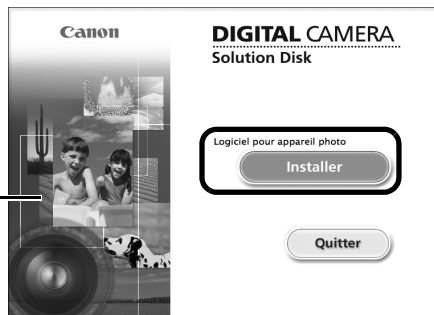 Canon
DIGITAL CAMERA
Solution Disk
Logiciel pour appareil photo
Installer
Quitter